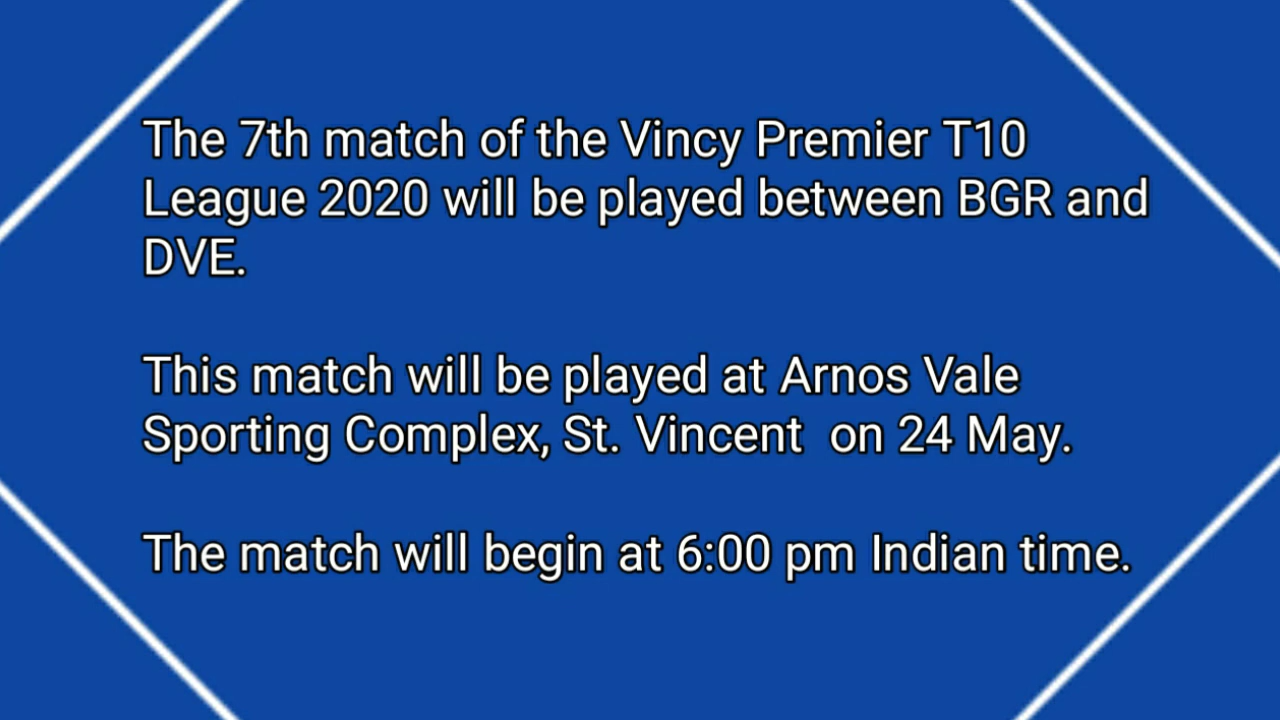 The 7th match of the Vincy Premier T10
League 2020 will be played between BGR and
DVE.
This match will be played at Arnos Vale
Sporting Complex, St. Vincent  on 24 May.
The match will begin at 6:00 pm Indian time.